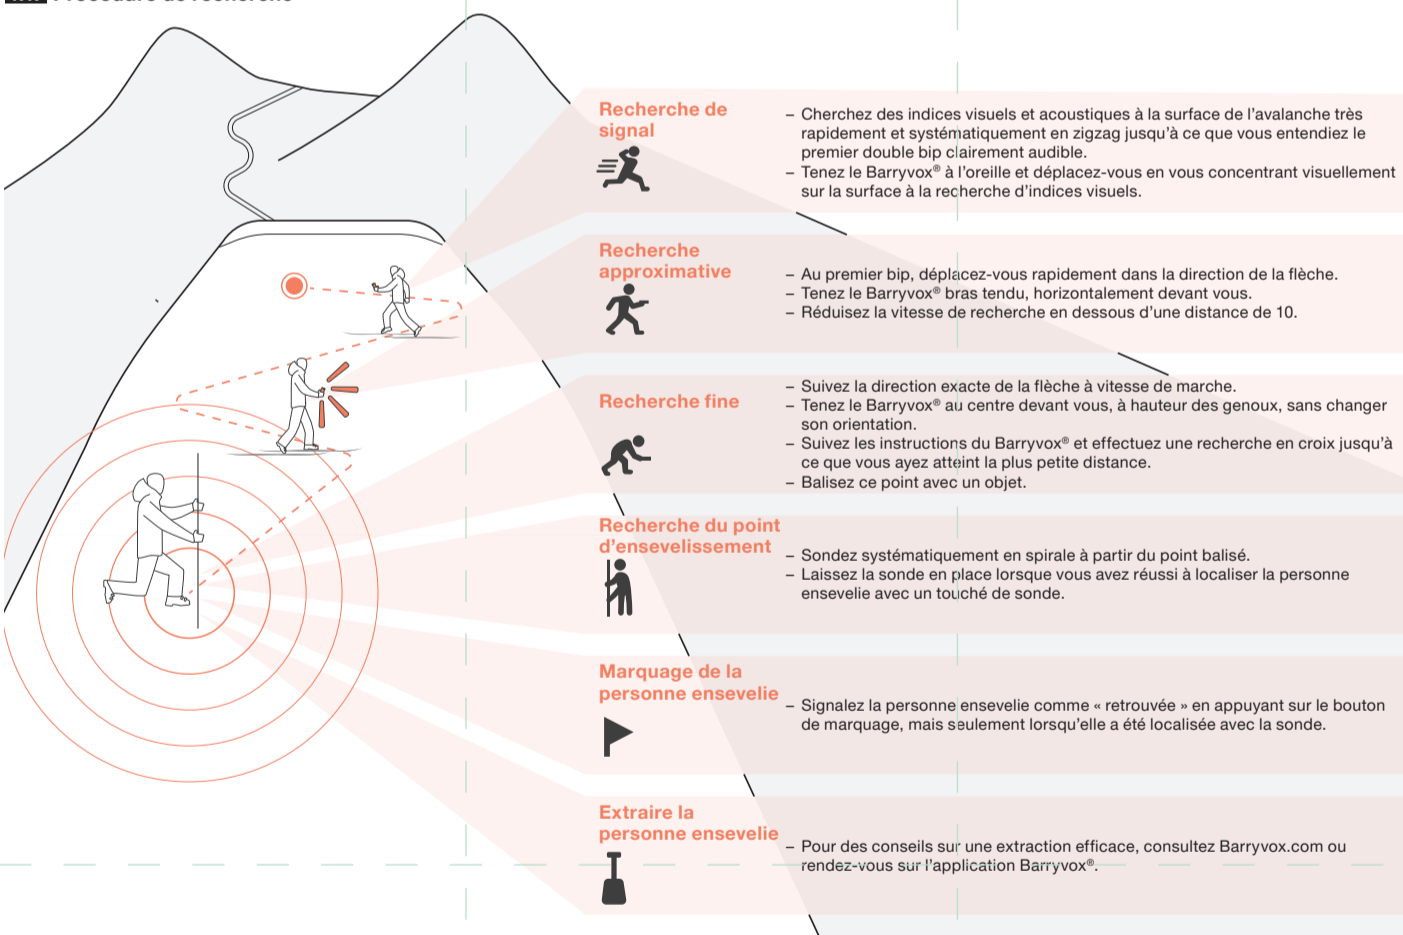 Procédure de recherche
Recherche de
signal
– Cherchez des indices visuels et acoustiques à la surface de l’avalanche très
rapidement et systématiquement en zigzag jusqu’à ce que vous entendiez le
premier double bip clairement audible.
– Tenez le Barryvox® à l’oreille et déplacez-vous en vous concentrant visuellement
sur la surface à la recherche d’indices visuels.
Recherche
approximative
– Au premier bip, déplacez-vous rapidement dans la direction de la flèche.
– Tenez le Barryvox® bras tendu, horizontalement devant vous.
– Réduisez la vitesse de recherche en dessous d’une distance de 10.
Recherche fine
– Suivez la direction exacte de la flèche à vitesse de marche.
– Tenez le Barryvox® au centre devant vous, à hauteur des genoux, sans changer
son orientation.
– Suivez les instructions du Barryvox® et effectuez une recherche en croix jusqu’à
ce que vous ayez atteint la plus petite distance.
– Balisez ce point avec un objet.
Recherche du point
d’ensevelissement
– Sondez systématiquement en spirale à partir du point balisé.
– Laissez la sonde en place lorsque vous avez réussi à localiser la personne
ensevelie avec un touché de sonde.
Marquage de la
personne ensevelie
– Signalez la personne ensevelie comme « retrouvée » en appuyant sur le bouton
de marquage, mais seulement lorsqu’elle a été localisée avec la sonde.
Extraire la
personne ensevelie
– Pour des conseils sur une extraction efficace, consultez Barryvox.com ou
rendez-vous sur l’application Barryvox®.